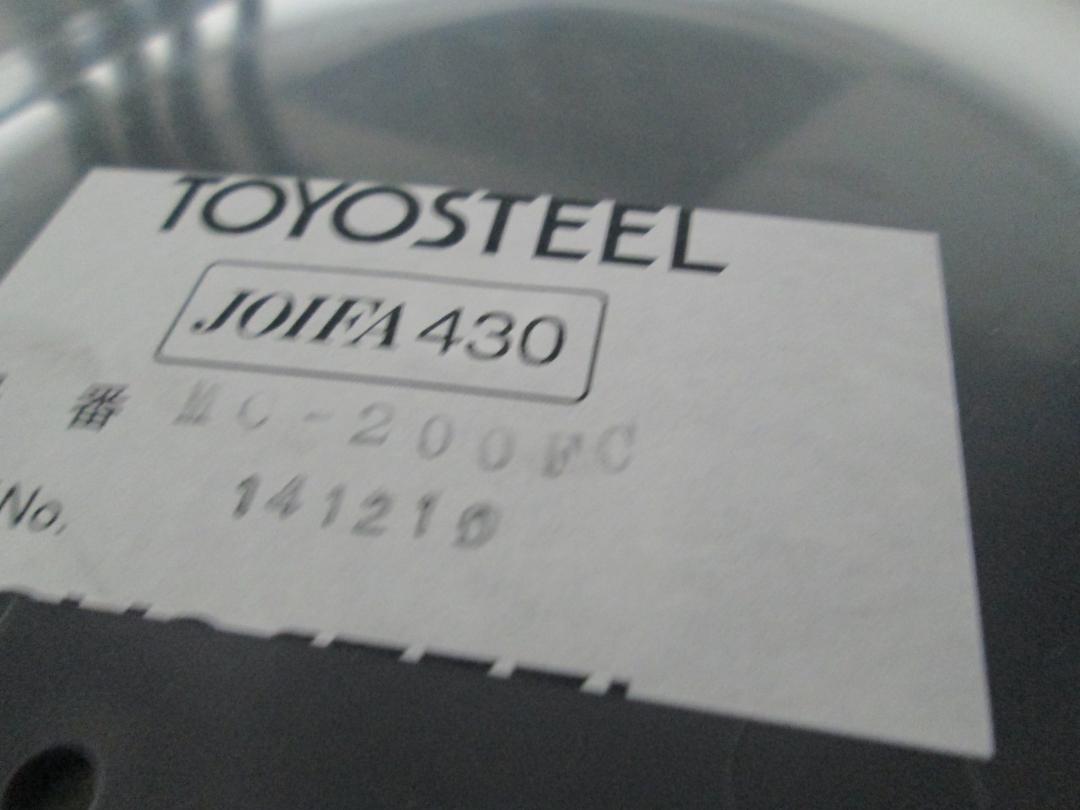 TOYOSTEEL
JOIFA 430
番 MC-200FC
No. 141210